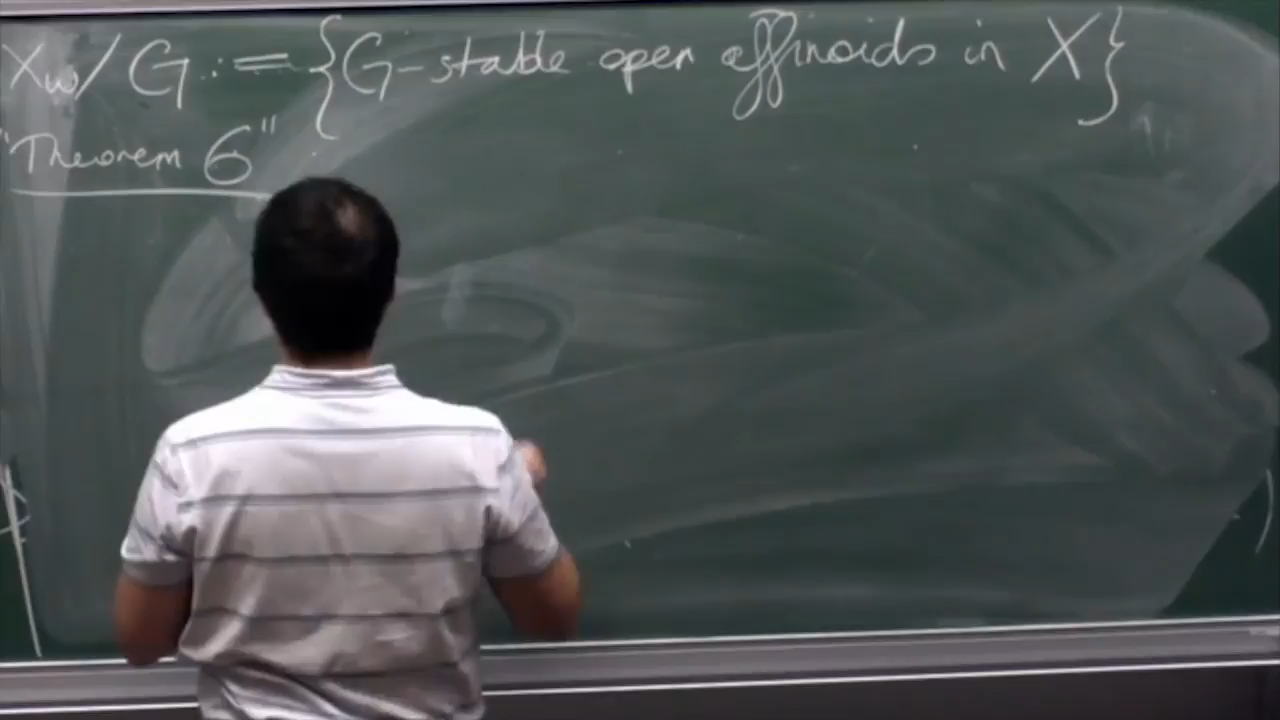 X_w/G := {G-stable open affinoids in X}
"Theorem 6"